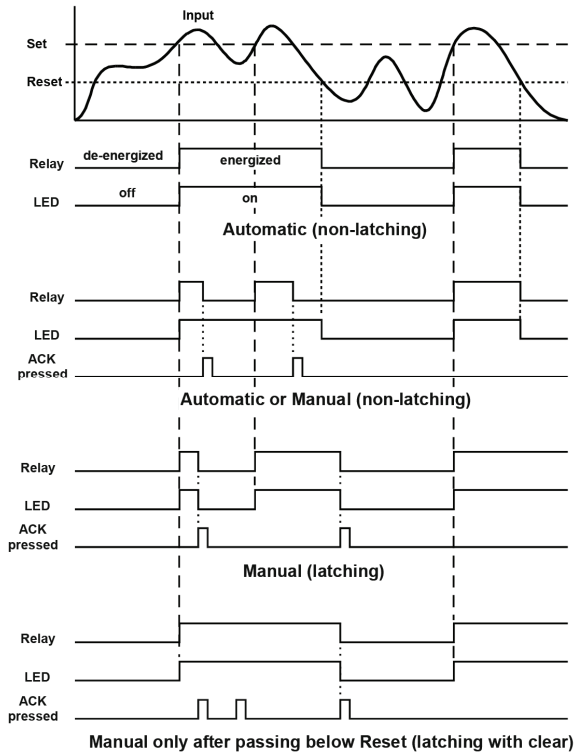 Input
Set
Reset
de-energized
energized
Relay
off
on
LED
Automatic (non-latching)
Relay
LED
ACK
pressed
Automatic or Manual (non-latching)
Relay
LED
ACK
pressed
Manual (latching)
Relay
LED
ACK
pressed
Manual only after passing below Reset (latching with clear)